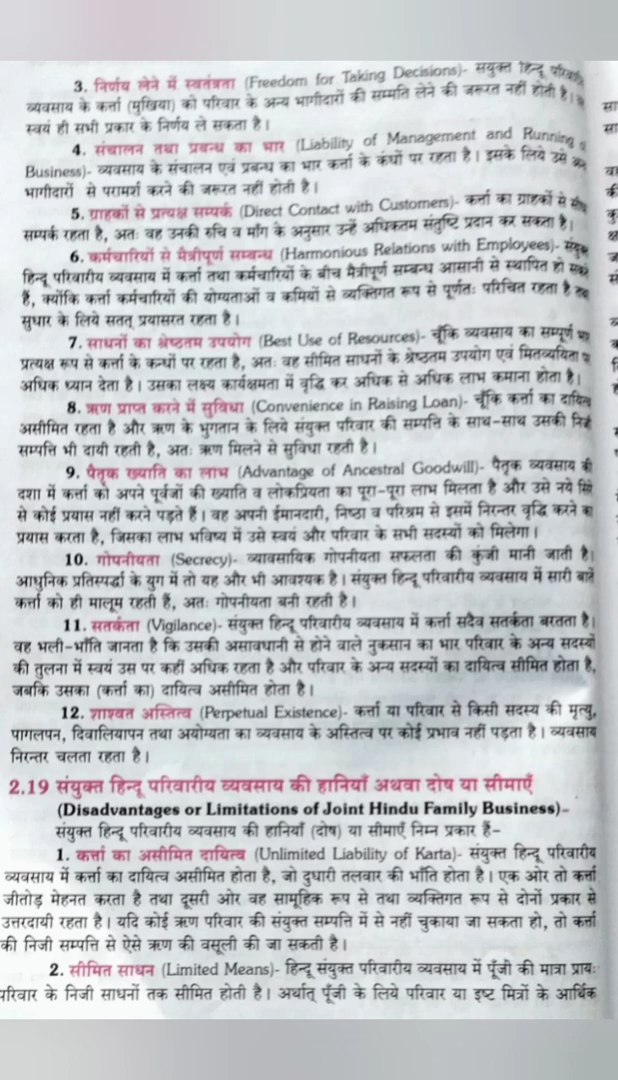 3. निर्णय लेने में स्वतंत्रता (Freedom for Taking Decisions)- संयुक्त हिन्दू
व्यवसाय के कर्त्ता (मुखिया) को परिवार के अन्य भागीदारों की सम्मति लेने की जरूरत नहीं होती है।
स्वयं ही सभी प्रकार के निर्णय ले सकता है।
4. संचालन तथा प्रबन्ध का भार (Liability of Management and Running
Business)- व्यवसाय के संचालन एवं प्रबन्ध का भार कर्त्ता के कंधों पर रहता है। इसके लिये उसे
भागीदारों से परामर्श करने की जरूरत नहीं होती है।
5. ग्राहकों से प्रत्यक्ष सम्पर्क (Direct Contact with Customers)- कर्त्ता का ग्राहकों से
सम्पर्क रहता है, अतः वह उनकी रुचि व माँग के अनुसार उन्हें अधिकतम संतुष्टि प्रदान कर सकता है।
6. कर्मचारियों से मैत्रीपूर्ण सम्बन्ध (Harmonious Relations with Employees)-
हिन्दू परिवारीय व्यवसाय में कर्त्ता तथा कर्मचारियों के बीच मैत्रीपूर्ण सम्बन्ध आसानी से स्थापित हो
हैं, क्योंकि कर्त्ता कर्मचारियों की योग्यताओं व कमियों से व्यक्तिगत रूप से पूर्णतः परिचित रहता है
सुधार के लिये सतत् प्रयासरत रहता है।
7. साधनों का श्रेष्ठतम उपयोग (Best Use of Resources)- चूँकि व्यवसाय का सम्पूर्ण
प्रत्यक्ष रूप से कर्त्ता के कन्धों पर रहता है, अतः वह सीमित साधनों के श्रेष्ठतम उपयोग एवं मितव्ययिता
अधिक ध्यान देता है। उसका लक्ष्य कार्यक्षमता में वृद्धि कर अधिक से अधिक लाभ कमाना होता है।
8. ऋण प्राप्त करने में सुविधा (Convenience in Raising Loan)- चूँकि कर्त्ता का
असीमित रहता है और ऋण के भुगतान के लिये संयुक्त परिवार की सम्पत्ति के साथ-साथ उसकी
सम्पत्ति भी दायी रहती है, अतः ऋण मिलने से सुविधा रहती है।
9. पैतृक ख्याति का लाभ (Advantage of Ancestral Goodwill)- पैतृक व्यवसाय की
दशा में कर्त्ता को अपने पूर्वजों की ख्याति व लोकप्रियता का पूरा-पूरा लाभ मिलता है और उसे नये
से कोई प्रयास नहीं करने पड़ते हैं। वह अपनी ईमानदारी, निष्ठा व परिश्रम से इसमें निरन्तर वृद्धि करने का
प्रयास करता है, जिसका लाभ भविष्य में उसे स्वयं और परिवार के सभी सदस्यों को मिलेगा।
10. गोपनीयता (Secrecy)- व्यावसायिक गोपनीयता सफलता की कुंजी मानी जाती है।
आधुनिक प्रतिस्पर्द्धा के युग में तो यह और भी आवश्यक है। संयुक्त हिन्दू परिवारीय व्यवसाय में सारी बातें
कर्त्ता को ही मालूम रहती हैं, अतः गोपनीयता बनी रहती है।
11. सतर्कता (Vigilance)- संयुक्त हिन्दू परिवारीय व्यवसाय में कर्त्ता सदैव सतर्कता बरतता है।
वह भली-भाँति जानता है कि उसकी असावधानी से होने वाले नुकसान का भार परिवार के अन्य सदस्यों
की तुलना में स्वयं उस पर कहीं अधिक रहता है और परिवार के अन्य सदस्यों का दायित्व सीमित होता है,
जबकि उसका (कर्त्ता का) दायित्व असीमित होता है।
12. शाश्वत अस्तित्व (Perpetual Existence)- कर्त्ता या परिवार से किसी सदस्य की मृत्यु,
पागलपन, दिवालियापन तथा अयोग्यता का व्यवसाय के अस्तित्व पर कोई प्रभाव नहीं पड़ता है। व्यवसाय
निरन्तर चलता रहता है।
2.19 संयुक्त हिन्दू परिवारीय व्यवसाय की हानियाँ अथवा दोष या सीमाएँ
(Disadvantages or Limitations of Joint Hindu Family Business)-
संयुक्त हिन्दू परिवारीय व्यवसाय की हानियाँ (दोष) या सीमाएँ निम्न प्रकार हैं-
1. कर्त्ता का असीमित दायित्व (Unlimited Liability of Karta)- संयुक्त हिन्दू परिवारीय
व्यवसाय में कर्त्ता का दायित्व असीमित होता है, जो दुधारी तलवार की भाँति होता है। एक ओर तो कर्त्ता
जीतोड़ मेहनत करता है तथा दूसरी ओर वह सामूहिक रूप से तथा व्यक्तिगत रूप से दोनों प्रकार से
उत्तरदायी रहता है। यदि कोई ऋण परिवार की संयुक्त सम्पत्ति में से नहीं चुकाया जा सकता हो, तो कर्त्ता
की निजी सम्पत्ति से ऐसे ऋण की वसूली की जा सकती है।
2. सीमित साधन (Limited Means)- हिन्दू संयुक्त परिवारीय व्यवसाय में पूँजी की मात्रा प्रायः
परिवार के निजी साधनों तक सीमित होती है। अर्थात् पूँजी के लिये परिवार या इष्ट मित्रों के आर्थिक